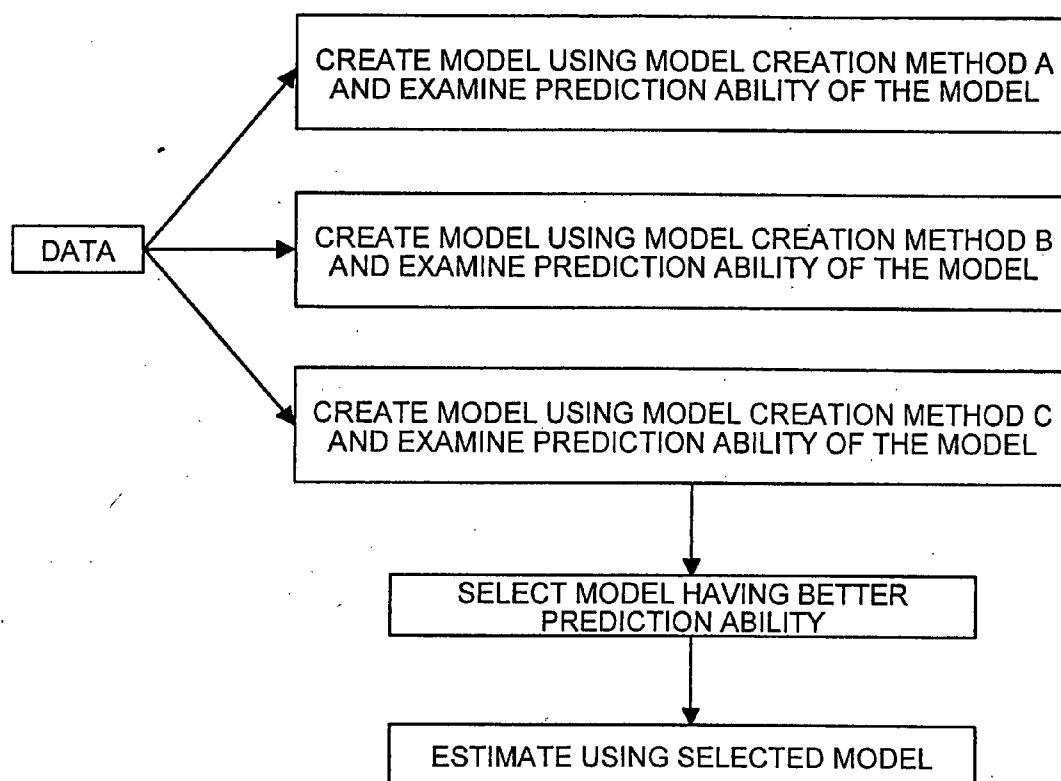 CREATE MODEL USING MODEL CREATION METHOD A
AND EXAMINE PREDICTION ABILITY OF THE MODEL
DATA
CREATE MODEL USING MODEL CREATION METHOD B
AND EXAMINE PREDICTION ABILITY OF THE MODEL
CREATE MODEL USING MODEL CREATION METHOD C
AND EXAMINE PREDICTION ABILITY OF THE MODEL
SELECT MODEL HAVING BETTER
PREDICTION ABILITY
ESTIMATE USING SELECTED MODEL